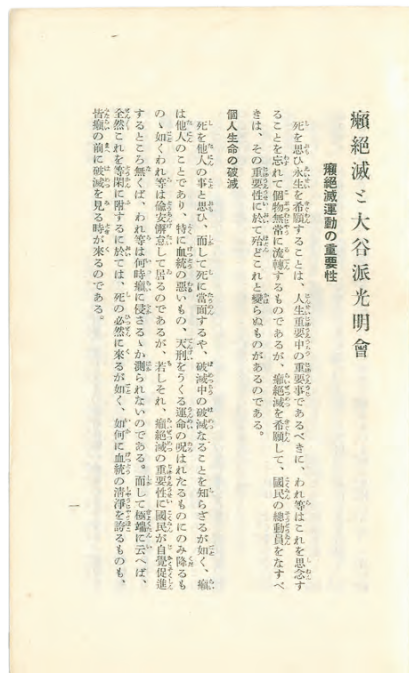 癩絕滅と大谷派光明會
癩絕滅運動の重要性
死を思ひ永生を希願することは、人生重要中の重要事であるべきに、われ等はこれを思念す
ることを忘れて個物無常に流轉するものであるが、癩絕滅を希願して、國民の總動員をなすべ
きは、その重要性に於て殆どこれと變らぬものがあるのである。
個人生命の破滅
死を他人の事と思ひ、而して死に當面するや、破滅中の破滅なることを知らざるが如く、癩
は他人のことであり、特に血統の惡いもの、天刑をうくる運命の呪はれたるものにのみ降るも
のゝ如くわれ等は偸安懈怠して居るのであるが、若しそれ、癩絕滅の重要性に國民が自覺促進
するところ無くば、われ等は何時癩に侵さるゝか測られないのである。而して極端に云へば、
全然これを等閑に附するに於ては、死の必然に來るが如く、如何に血統の清淨を誇るものも、
皆癩の前に破滅を見る時が來るのである。
一